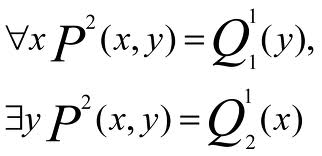 ∀x P²(x, y) = Q₁¹(y),
∃y P²(x, y) = Q₂¹(x)